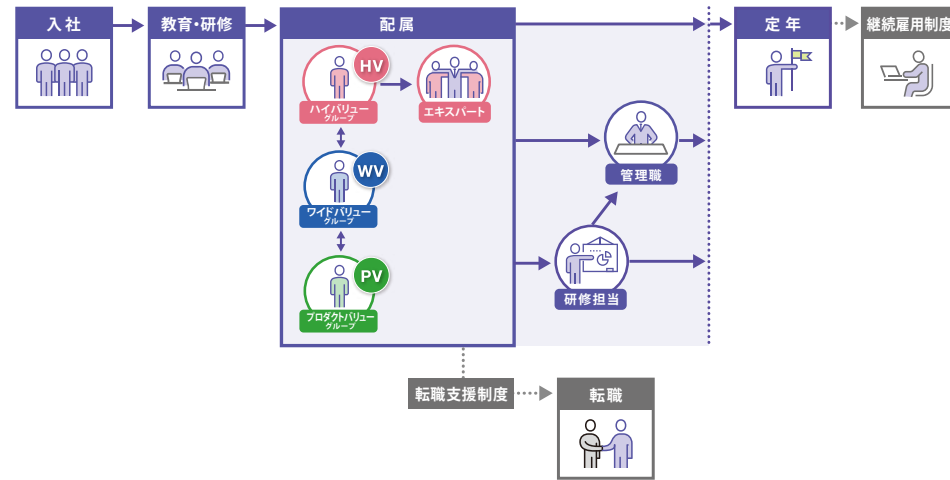 入社
教育・研修
配属
定年
継続雇用制度
HV
ハイバリュー
グループ
エキスパート
WV
ワイドバリュー
グループ
管理職
PV
プロダクトバリュー
グループ
研修担当
転職支援制度
転職